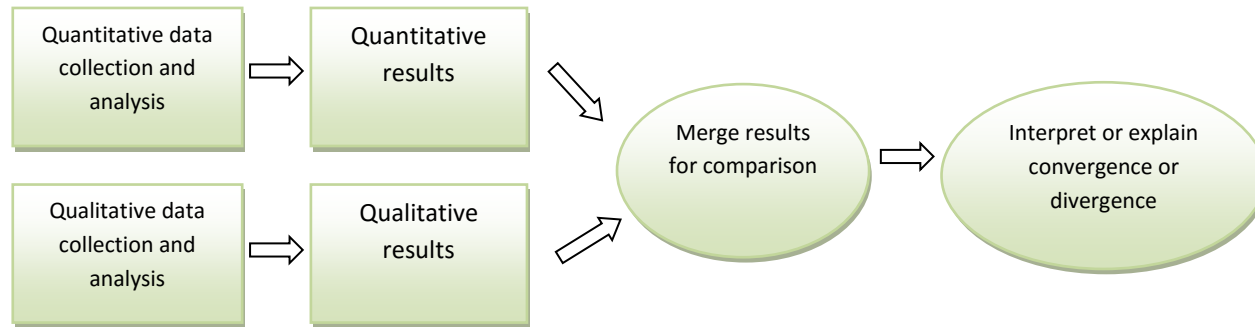 Quantitative data
collection and
analysis
Quantitative
results
Qualitative data
collection and
analysis
Qualitative
results
Merge results
for comparison
Interpret or explain
convergence or
divergence